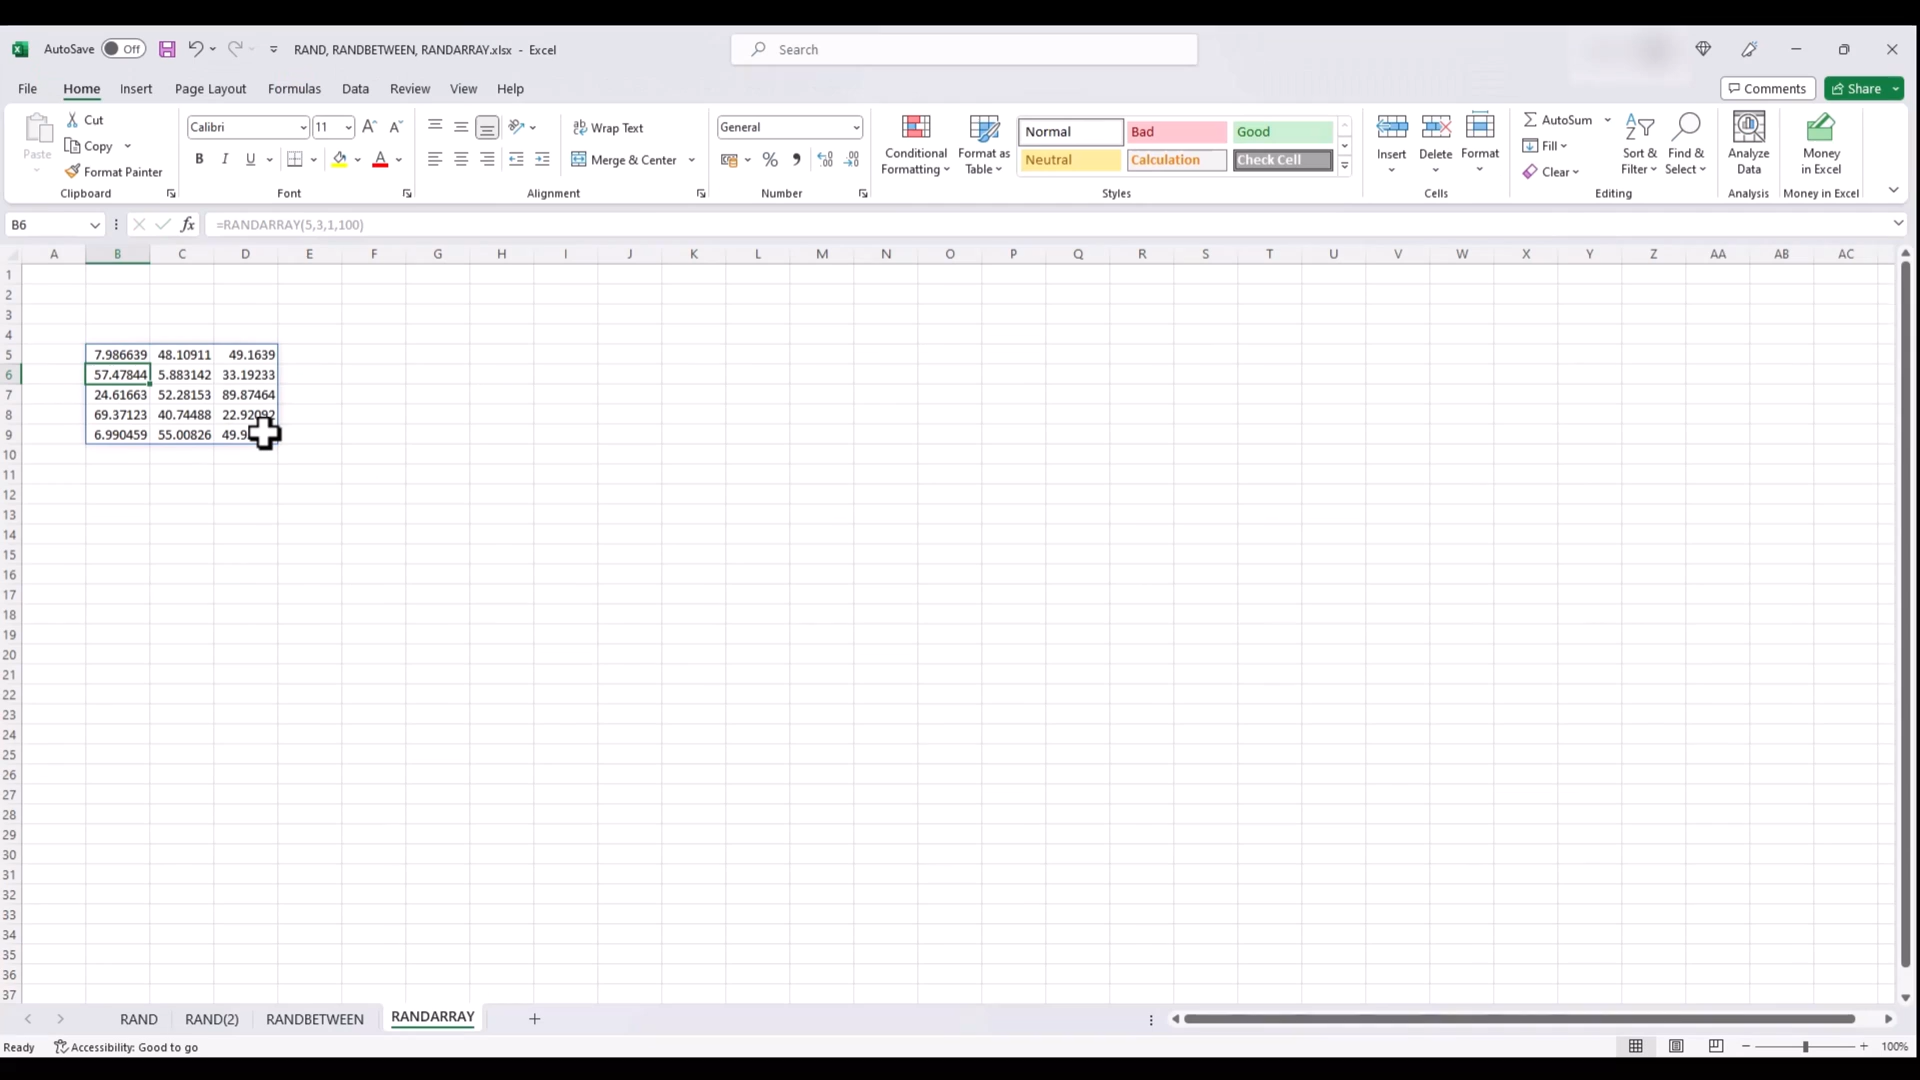 AutoSave Off RAND, RANDBETWEEN, RANDARRAY.xlsx - Excel Search
File Home Insert Page Layout Formulas Data Review View Help Comments Share
Paste Cut Copy Format Painter Clipboard
Calibri 11 A^ A˅ B I U A Font
ab Wrap Text Merge & Center Alignment
General % , Number
Conditional Formatting Format as Table Normal Bad Good Neutral Calculation Check Cell Styles
Insert Delete Format Cells
AutoSum Fill Clear Sort & Filter Find & Select Editing
Analyze Data Analysis
Money in Excel Money in Excel
B6 fx =RANDARRAY(5,3,1,100)
A B C D E F G H I J K L M N O P Q R S T U V W X Y Z AA AB AC
1
2
3
4
5 7.986639 48.10911 49.1639
6 57.47844 5.883142 33.19233
7 24.61663 52.28153 89.87464
8 69.37123 40.74488 22.92092
9 6.990459 55.00826
10
11
12
13
14
15
16
17
18
19
20
21
22
23
24
25
26
27
28
29
30
31
32
33
34
35
36
37
RAND RAND(2) RANDBETWEEN RANDARRAY +
Ready Accessibility: Good to go - + 100%